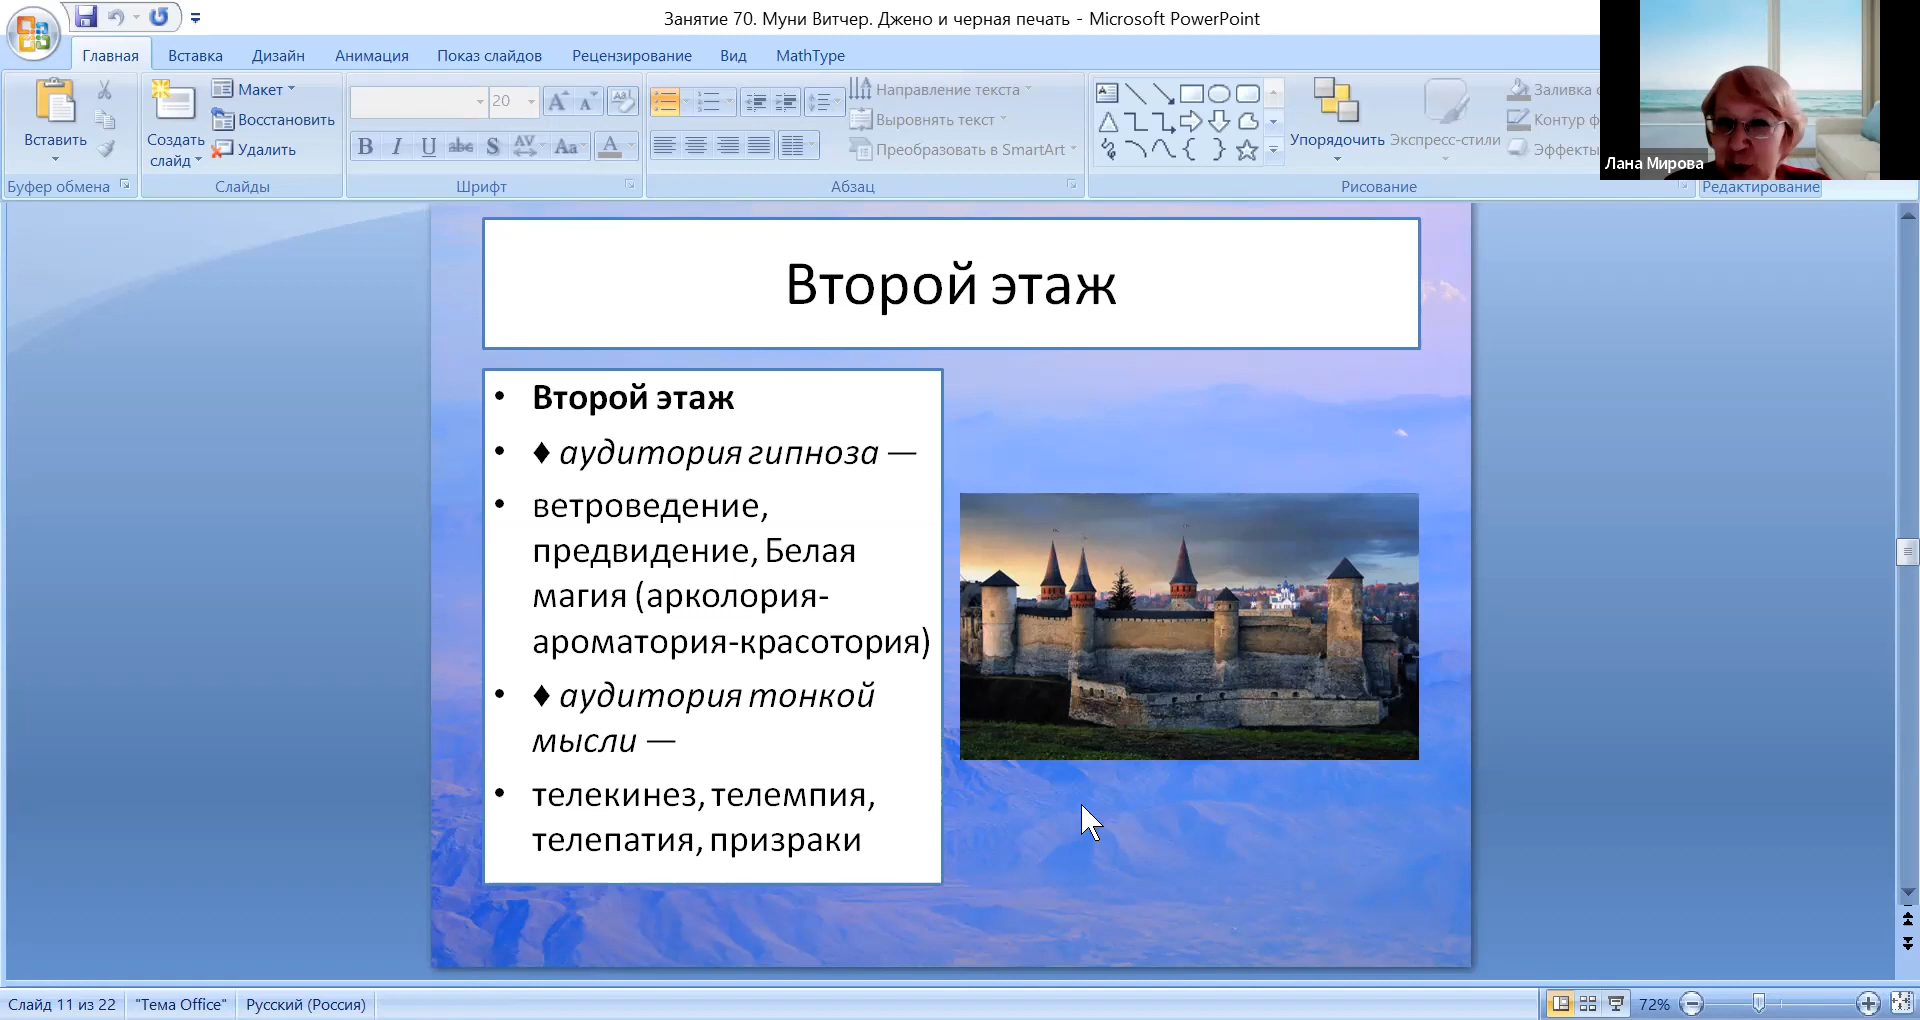 Занятие 70. Муни Витчер. Джено и черная печать - Microsoft PowerPoint
Главная Вставка Дизайн Анимация Показ слайдов Рецензирование Вид MathType
Вставить
Буфер обмена
Создать слайд
Макет
Восстановить
Удалить
Слайды
20
Шрифт
Направление текста
Выровнять текст
Преобразовать в SmartArt
Абзац
Упорядочить
Экспресс-стили
Заливка
Контур ф
Эффекты
Рисование
Редактирование
Лана Мирова
Второй этаж
• Второй этаж
• ♦ аудитория гипноза —
• ветроведение,
предвидение, Белая
магия (арколория-
ароматория-красотория)
• ♦ аудитория тонкой
мысли —
• телекинез, телемпия,
телепатия, призраки
Слайд 11 из 22 "Тема Office" Русский (Россия) 72%